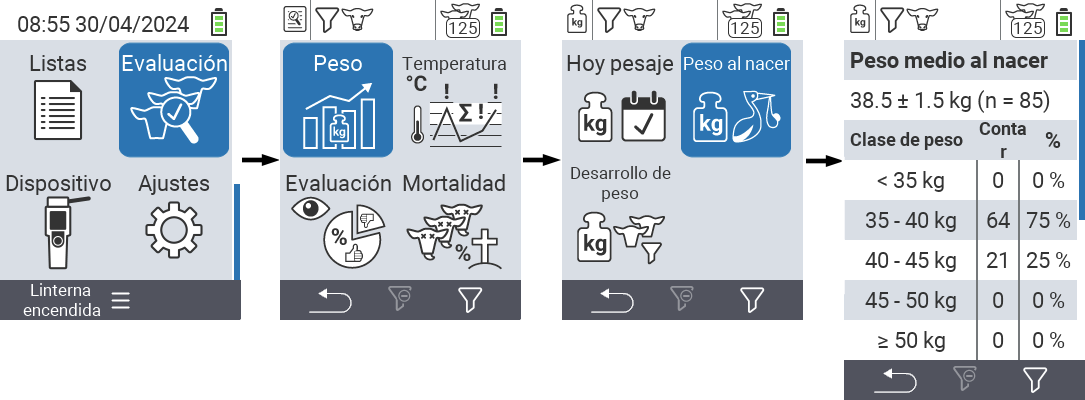 08:55 30/04/2024
Listas
Evaluación
Dispositivo
Ajustes
Linterna
encendida
125
Peso
Temperatura
°C
! !
Σ !
kg
Evaluación
Mortalidad
%
%
kg
125
Hoy pesaje
Peso al nacer
kg
kg
Desarrollo de
peso
kg
kg
125
Peso medio al nacer
38.5 ± 1.5 kg (n = 85)
Clase de peso
Conta
r
%
< 35 kg 0 0 %
35 - 40 kg 64 75 %
40 - 45 kg 21 25 %
45 - 50 kg 0 0 %
≥ 50 kg 0 0 %